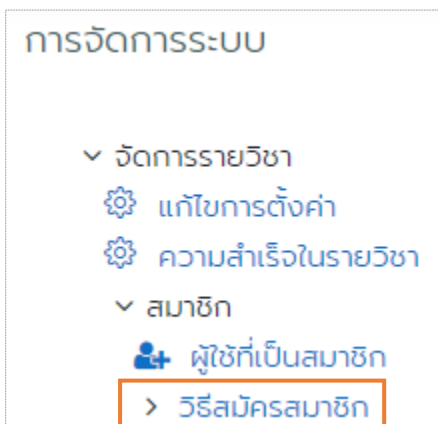 การจัดการระบบ
จัดการรายวิชา
แก้ไขการตั้งค่า
ความสำเร็จในรายวิชา
สมาชิก
ผู้ใช้ที่เป็นสมาชิก
วิธีสมัครสมาชิก